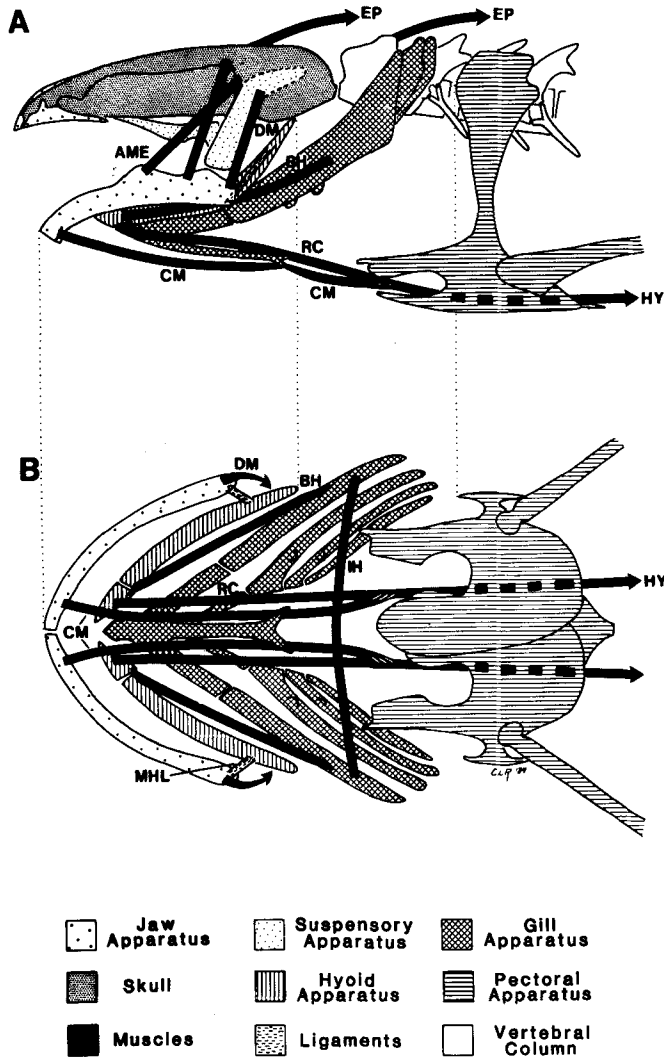 A
EP
EP
AME
DM
BH
RC
CM
CM
HY
B
DM
BH
IH
RC
HY
CM
MHL
CLR '89
Jaw Apparatus
Suspensory Apparatus
Gill Apparatus
Skull
Hyoid Apparatus
Pectoral Apparatus
Muscles
Ligaments
Vertebral Column